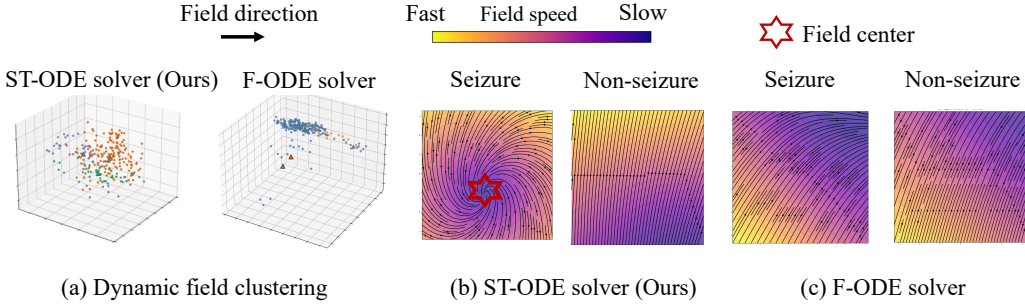 Field direction
Fast Field speed Slow
Field center
ST-ODE solver (Ours) F-ODE solver
Seizure Non-seizure
Seizure Non-seizure
(a) Dynamic field clustering
(b) ST-ODE solver (Ours)
(c) F-ODE solver